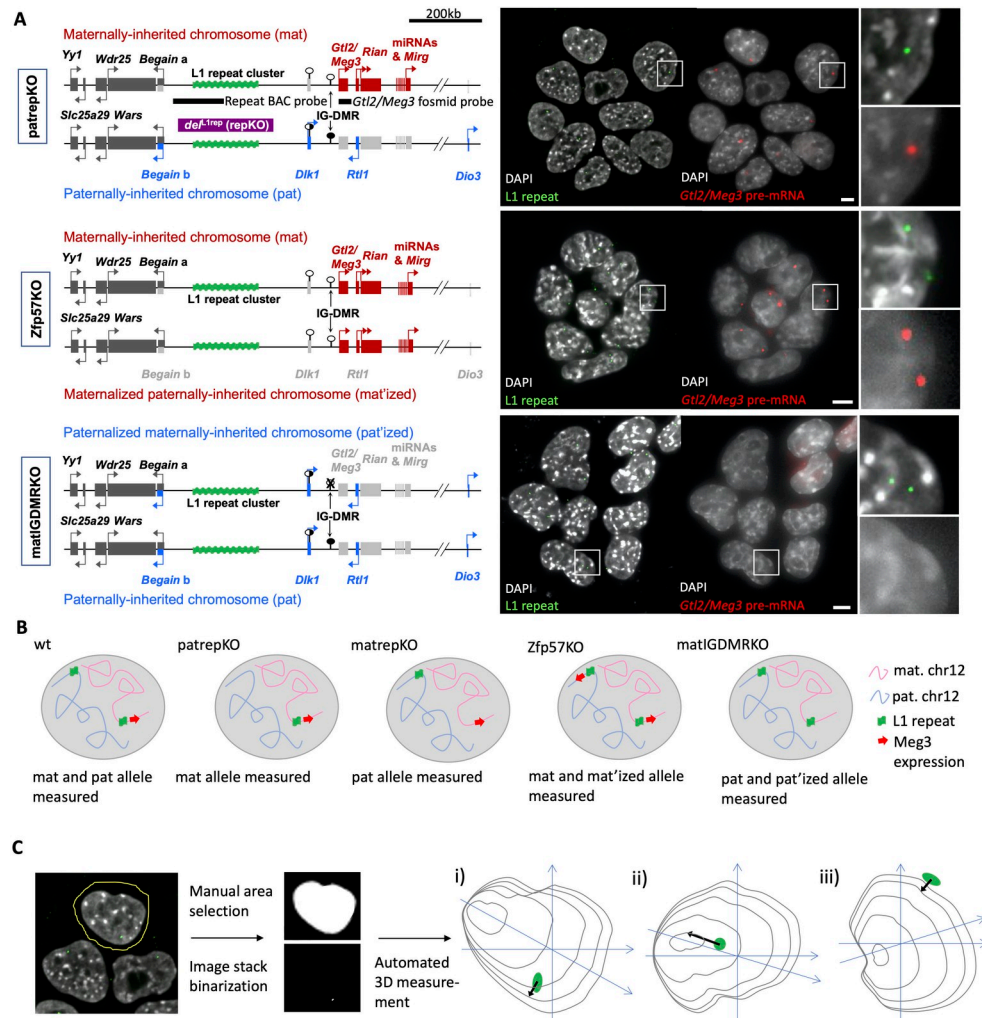 A
200kb
patrepKO
Maternally-inherited chromosome (mat)
Yy1
Wdr25
Begain a
Gtl2/
Meg3
Rian
miRNAs
& Mirg
L1 repeat cluster
Repeat BAC probe
Gtl2/Meg3 fosmid probe
Slc25a29 Wars
delL1rep (repKO)
IG-DMR
Begain b
Dlk1
Rtl1
Dio3
Paternally-inherited chromosome (pat)
DAPI
L1 repeat
DAPI
Gtl2/Meg3 pre-mRNA
Zfp57KO
Maternally-inherited chromosome (mat)
Yy1
Wdr25
Begain a
Gtl2/
Meg3
Rian
miRNAs
& Mirg
L1 repeat cluster
Slc25a29 Wars
IG-DMR
Begain b
Dlk1
Rtl1
Dio3
Maternalized paternally-inherited chromosome (mat'ized)
DAPI
L1 repeat
DAPI
Gtl2/Meg3 pre-mRNA
matIGDMRKO
Paternalized maternally-inherited chromosome (pat'ized)
Yy1
Wdr25
Begain a
Gtl2/
Meg3
Rian
miRNAs
& Mirg
L1 repeat cluster
Slc25a29 Wars
IG-DMR
Begain b
Dlk1
Rtl1
Dio3
Paternally-inherited chromosome (pat)
DAPI
L1 repeat
DAPI
Gtl2/Meg3 pre-mRNA
B
wt
patrepKO
matrepKO
Zfp57KO
matIGDMRKO
mat. chr12
pat. chr12
L1 repeat
Meg3
expression
mat and pat allele
measured
mat allele measured
pat allele measured
mat and mat'ized allele
measured
pat and pat'ized allele
measured
C
Manual area
selection
Image stack
binarization
Automated
3D measure-
ment
i)
ii)
iii)